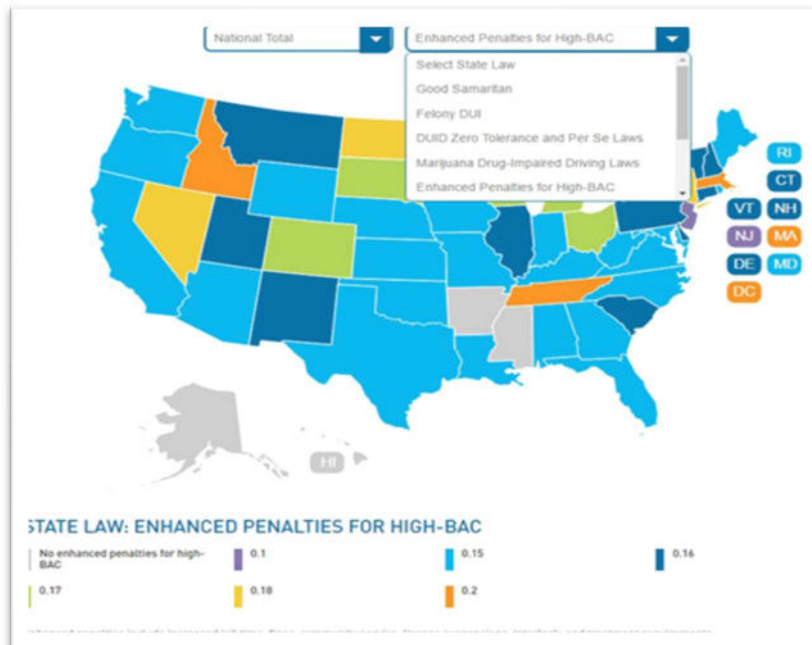 National Total
Enhanced Penalties for High-BAC
Select State Law
Good Samaritan
Felony DUI
DUID Zero Tolerance and Per Se Laws
Marijuana Drug-Impaired Driving Laws
Enhanced Penalties for High-BAC
RI
CT
VT NH
NJ MA
DE MD
DC
HI
STATE LAW: ENHANCED PENALTIES FOR HIGH-BAC
No enhanced penalties for high-
BAC
0.1
0.15
0.16
0.17
0.18
0.2